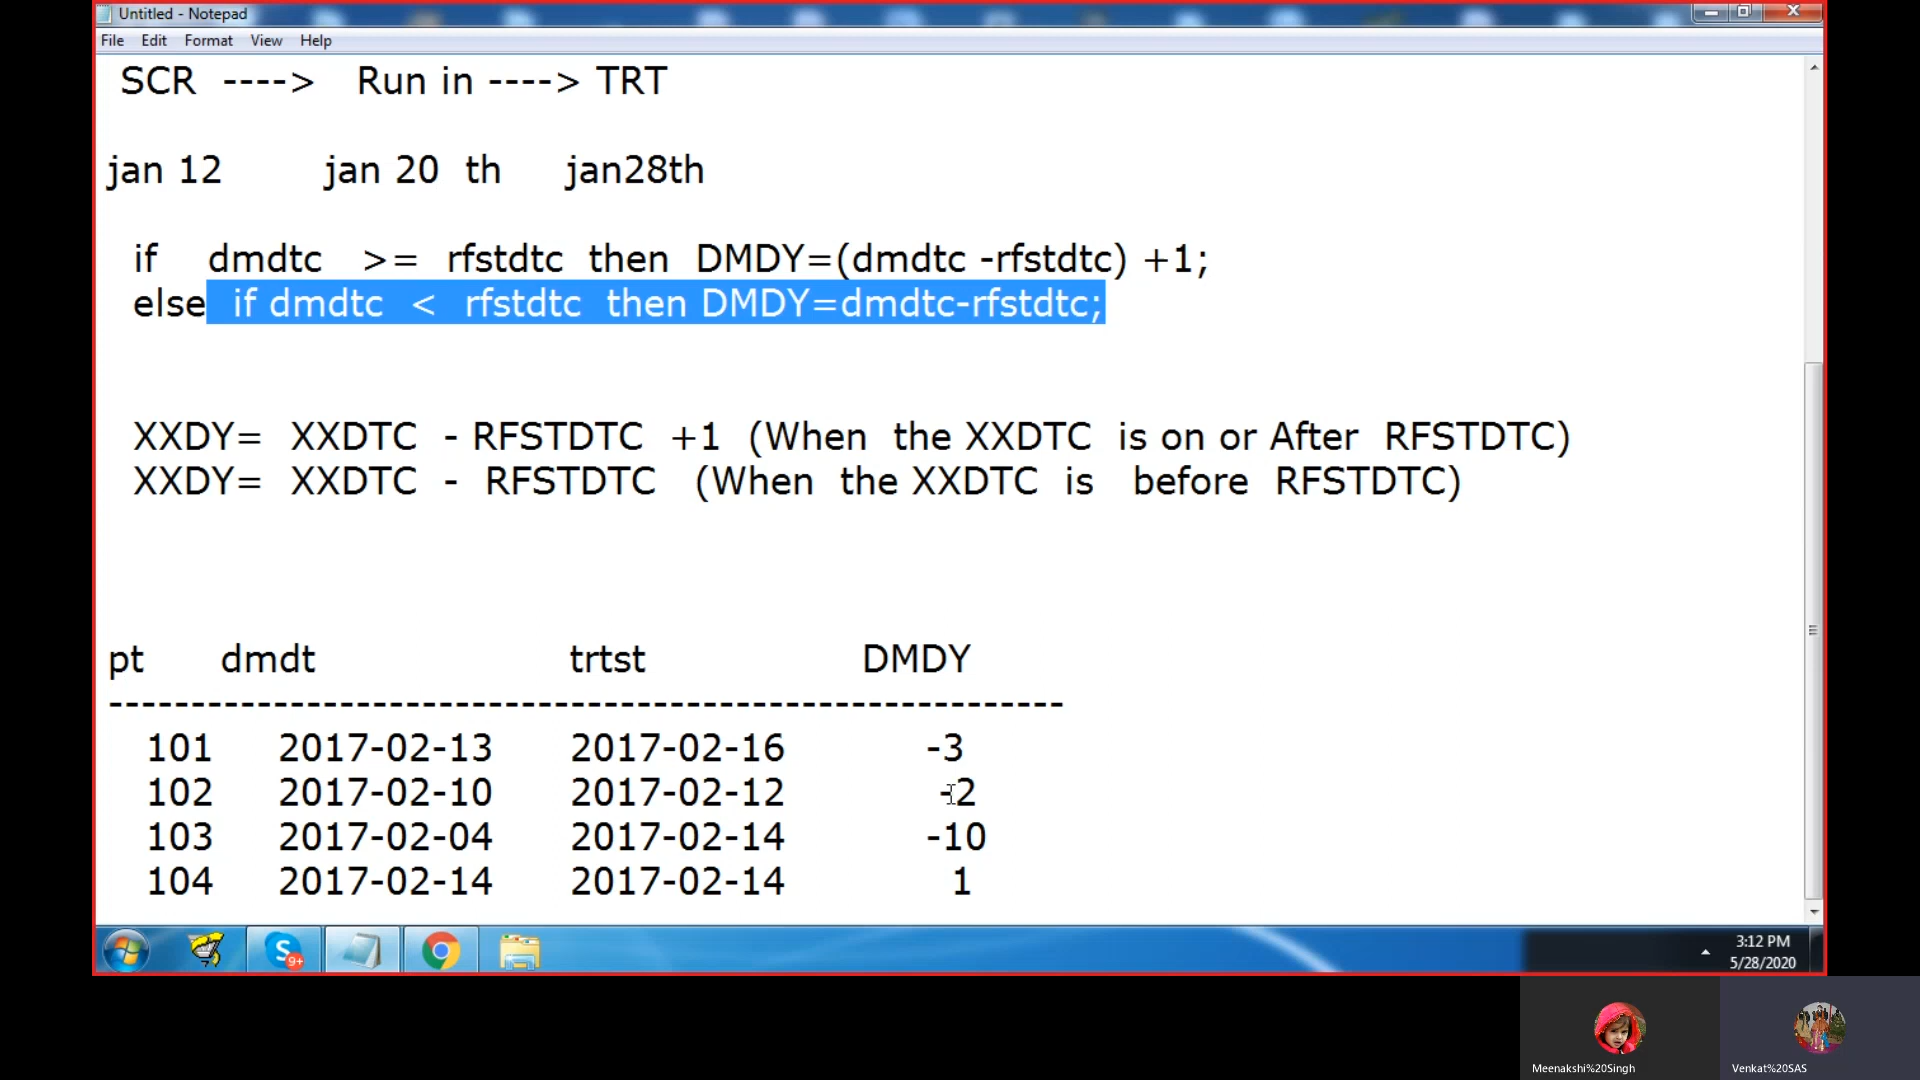 Untitled - Notepad
File Edit Format View Help
SCR ----> Run in ----> TRT
jan 12 jan 20 th jan28th
if dmdtc >= rfstdtc then DMDY=(dmdtc -rfstdtc) +1;
else if dmdtc < rfstdtc then DMDY=dmdtc-rfstdtc;
XXDY= XXDTC - RFSTDTC +1 (When the XXDTC is on or After RFSTDTC)
XXDY= XXDTC - RFSTDTC (When the XXDTC is before RFSTDTC)
pt dmdt trtst DMDY
----------------------------------------------------------
101 2017-02-13 2017-02-16 -3
102 2017-02-10 2017-02-12 -2
103 2017-02-04 2017-02-14 -10
104 2017-02-14 2017-02-14 1
S 9+
3:12 PM
5/28/2020
Meenakshi%20Singh Venkat%20SAS